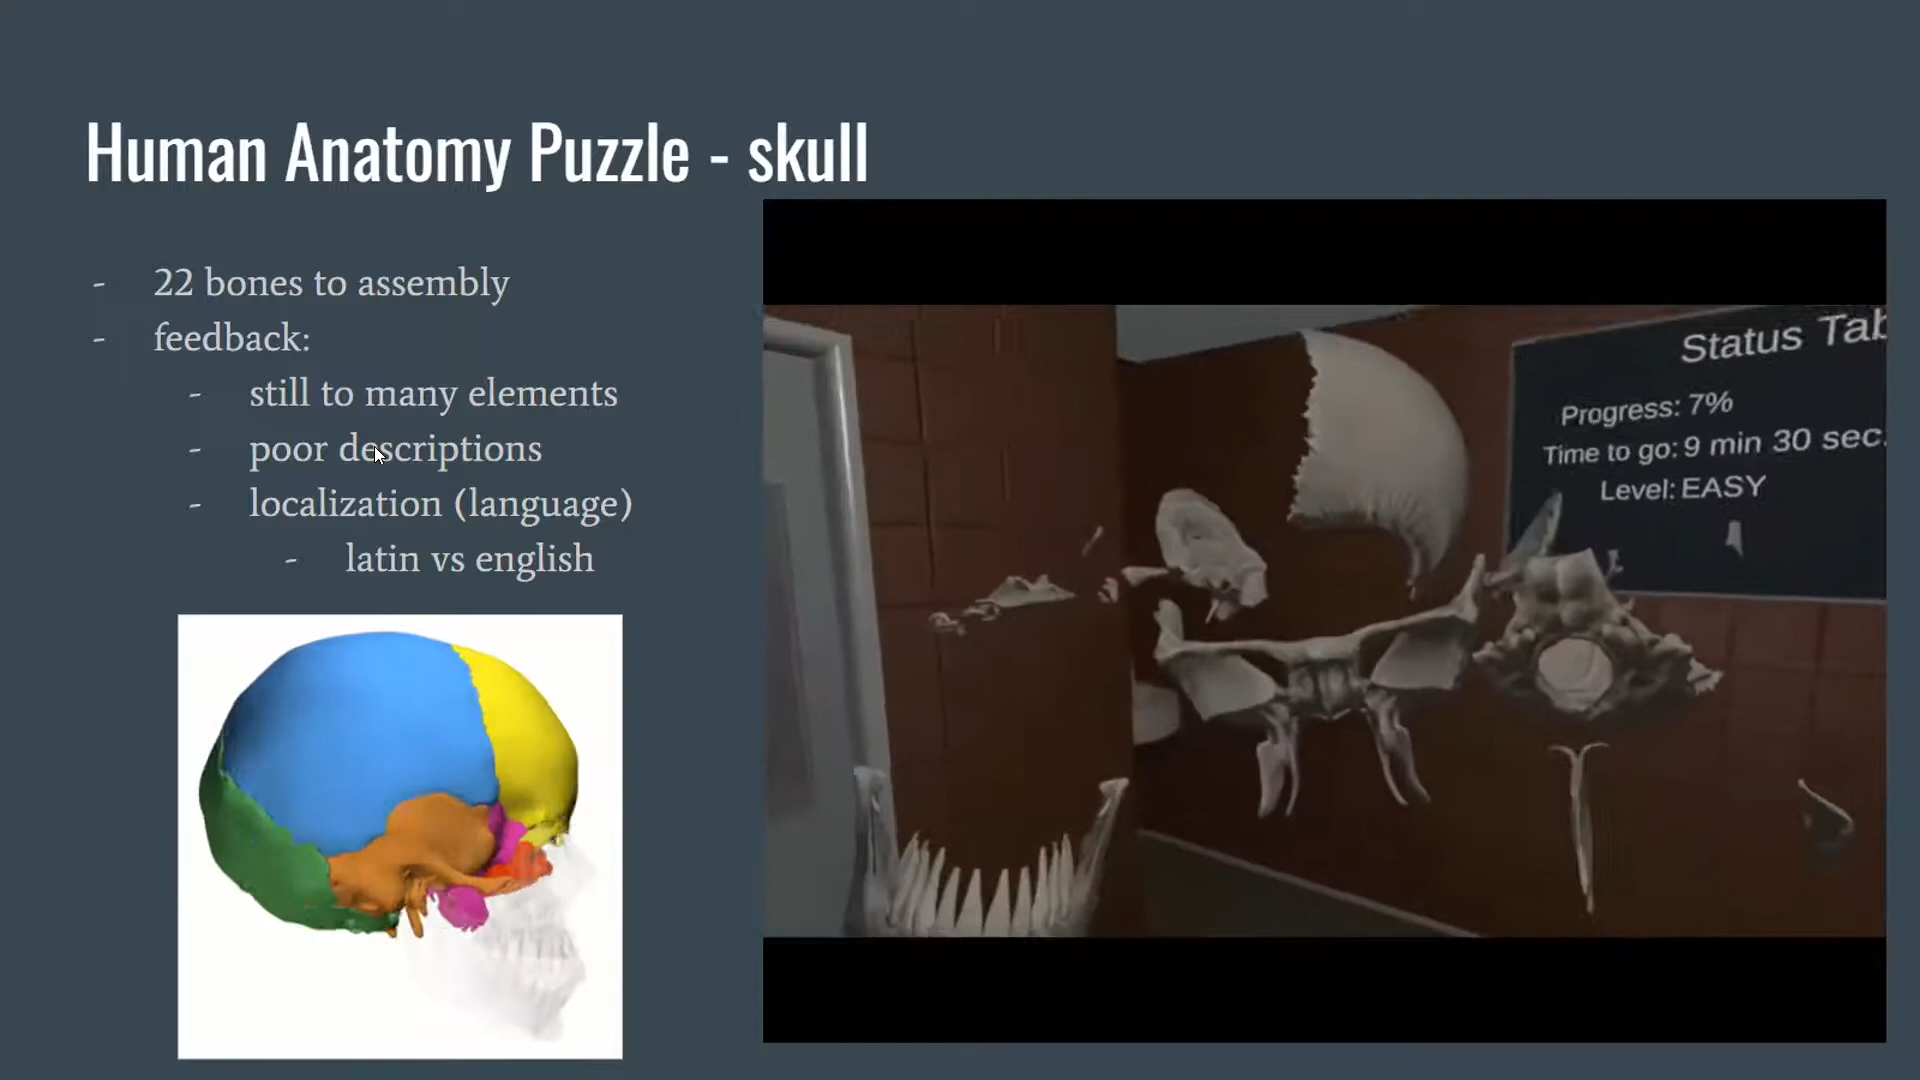 Human Anatomy Puzzle - skull
- 22 bones to assembly
- feedback:
- still to many elements
- poor descriptions
- localization (language)
- latin vs english
Status Tab
Progress: 7%
Time to go: 9 min 30 sec.
Level: EASY